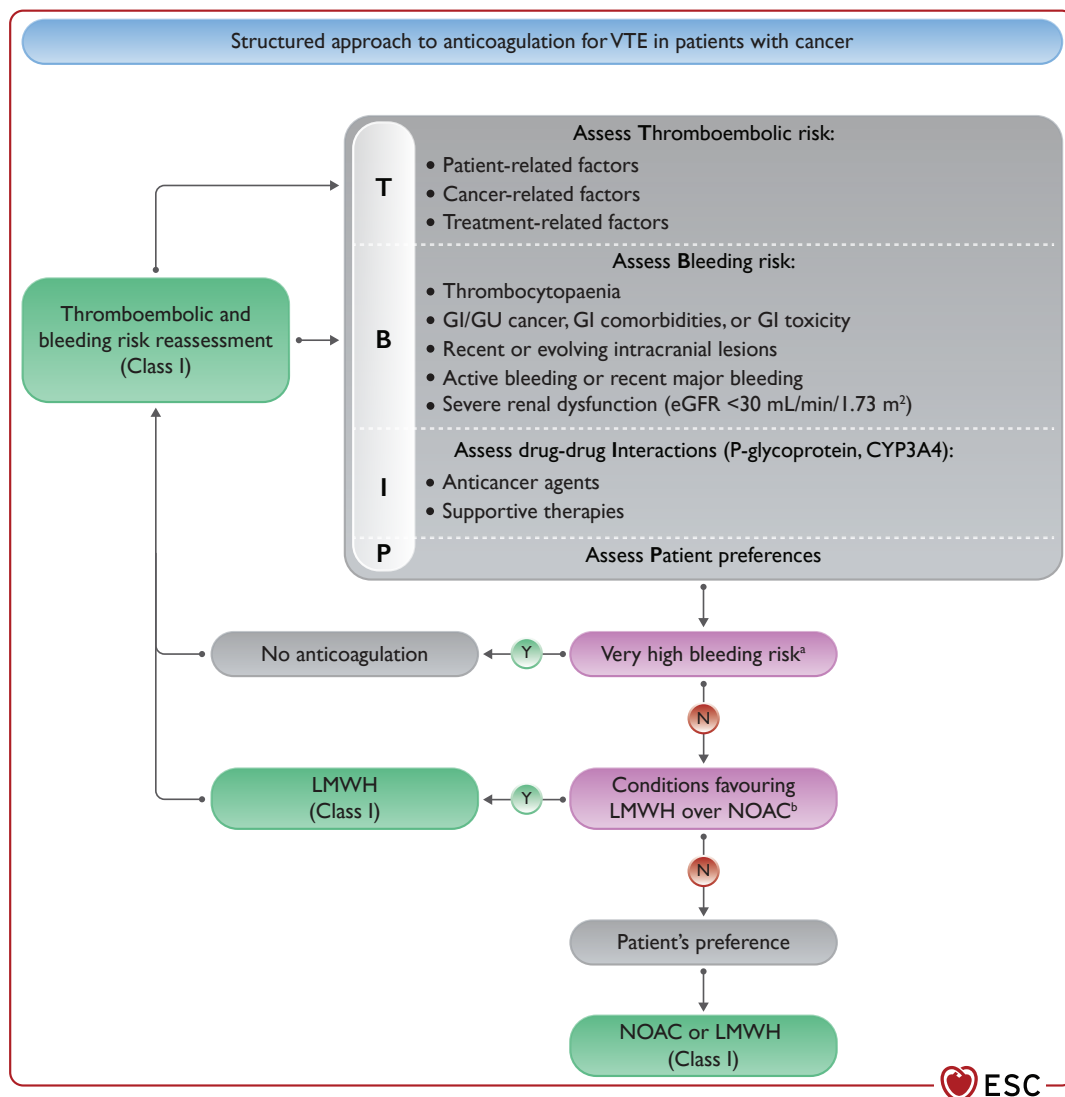 Structured approach to anticoagulation for VTE in patients with cancer
T
Assess Thromboembolic risk:
• Patient-related factors
• Cancer-related factors
• Treatment-related factors
B
Assess Bleeding risk:
• Thrombocytopaenia
• GI/GU cancer, GI comorbidities, or GI toxicity
• Recent or evolving intracranial lesions
• Active bleeding or recent major bleeding
• Severe renal dysfunction (eGFR <30 mL/min/1.73 m²)
I
Assess drug-drug Interactions (P-glycoprotein, CYP3A4):
• Anticancer agents
• Supportive therapies
P
Assess Patient preferences
Thromboembolic and
bleeding risk reassessment
(Class I)
No anticoagulation
Y
Very high bleeding riskᵃ
N
LMWH
(Class I)
Y
Conditions favouring
LMWH over NOACᵇ
N
Patient's preference
NOAC or LMWH
(Class I)
ESC